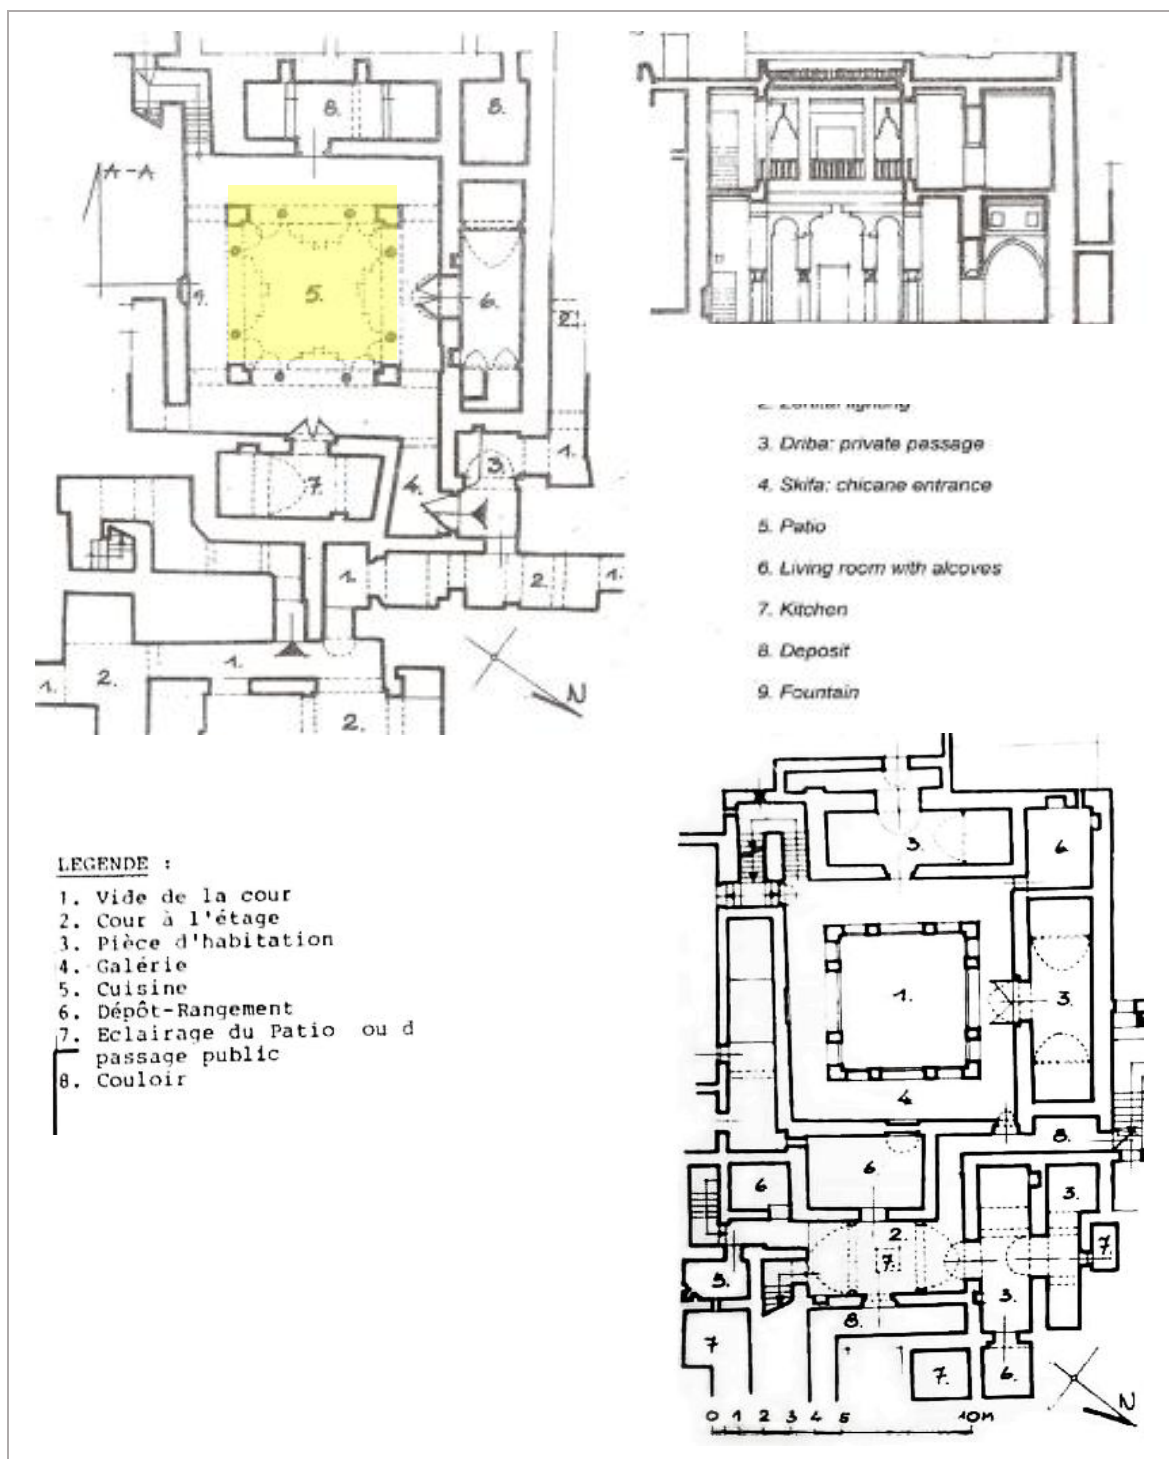 8.
8.
A-A
5.
9.
6.
2.
7.
4.
3.
1.
1.
2.
1.
1.
1.
2.
2.
N
2. Zenital lighting
3. Driba: private passage
4. Skifa: chicane entrance
5. Patio
6. Living room with alcoves
7. Kitchen
8. Deposit
9. Fountain
LEGENDE :
1. Vide de la cour
2. Cour à l'étage
3. Pièce d'habitation
4. Galérie
5. Cuisine
6. Dépôt-Rangement
7. Eclairage du Patio ou d
passage public
8. Couloir
3.
6.
1.
3.
4
8.
6.
6
3.
2.
7.
7.
5.
3.
8.
7
7.
6.
N
0 1 2 3 4 5 10M